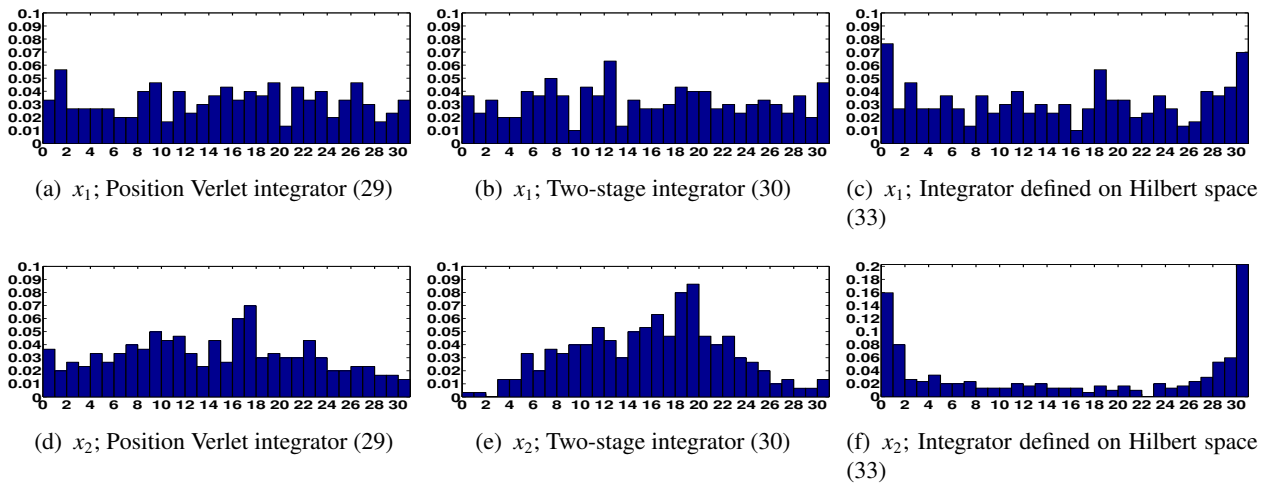 0.1 0.09 0.08 0.07 0.06 0.05 0.04 0.03 0.02 0.01 0
0 2 4 6 8 10 12 14 16 18 20 22 24 26 28 30
(a) x₁; Position Verlet integrator (29)
0.1 0.09 0.08 0.07 0.06 0.05 0.04 0.03 0.02 0.01 0
0 2 4 6 8 10 12 14 16 18 20 22 24 26 28 30
(b) x₁; Two-stage integrator (30)
0.1 0.09 0.08 0.07 0.06 0.05 0.04 0.03 0.02 0.01 0
0 2 4 6 8 10 12 14 16 18 20 22 24 26 28 30
(c) x₁; Integrator defined on Hilbert space
(33)
0.1 0.09 0.08 0.07 0.06 0.05 0.04 0.03 0.02 0.01 0
0 2 4 6 8 10 12 14 16 18 20 22 24 26 28 30
(d) x₂; Position Verlet integrator (29)
0.1 0.09 0.08 0.07 0.06 0.05 0.04 0.03 0.02 0.01 0
0 2 4 6 8 10 12 14 16 18 20 22 24 26 28 30
(e) x₂; Two-stage integrator (30)
0.2 0.16 0.14 0.12 0.1 0.08 0.06 0.04 0.02 0
0 2 4 6 8 10 12 14 16 18 20 22 24 26 28 30
(f) x₂; Integrator defined on Hilbert space
(33)